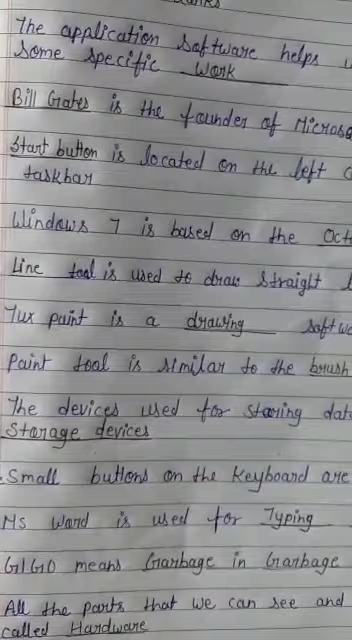 The application software helps
some specific work
Bill Gates is the founder of Microso
Start button is located on the left
taskbar
Windows 7 is based on the Oct
Line tool is used to draw straight
Tux paint is a drawing softw
Paint tool is similar to the brush
The devices used for storing dat
Storage devices
Small buttons on the keyboard are
Ms Word is used for Typing
GIGO means Garbage in Garbage
All the parts that we can see and
called Hardware